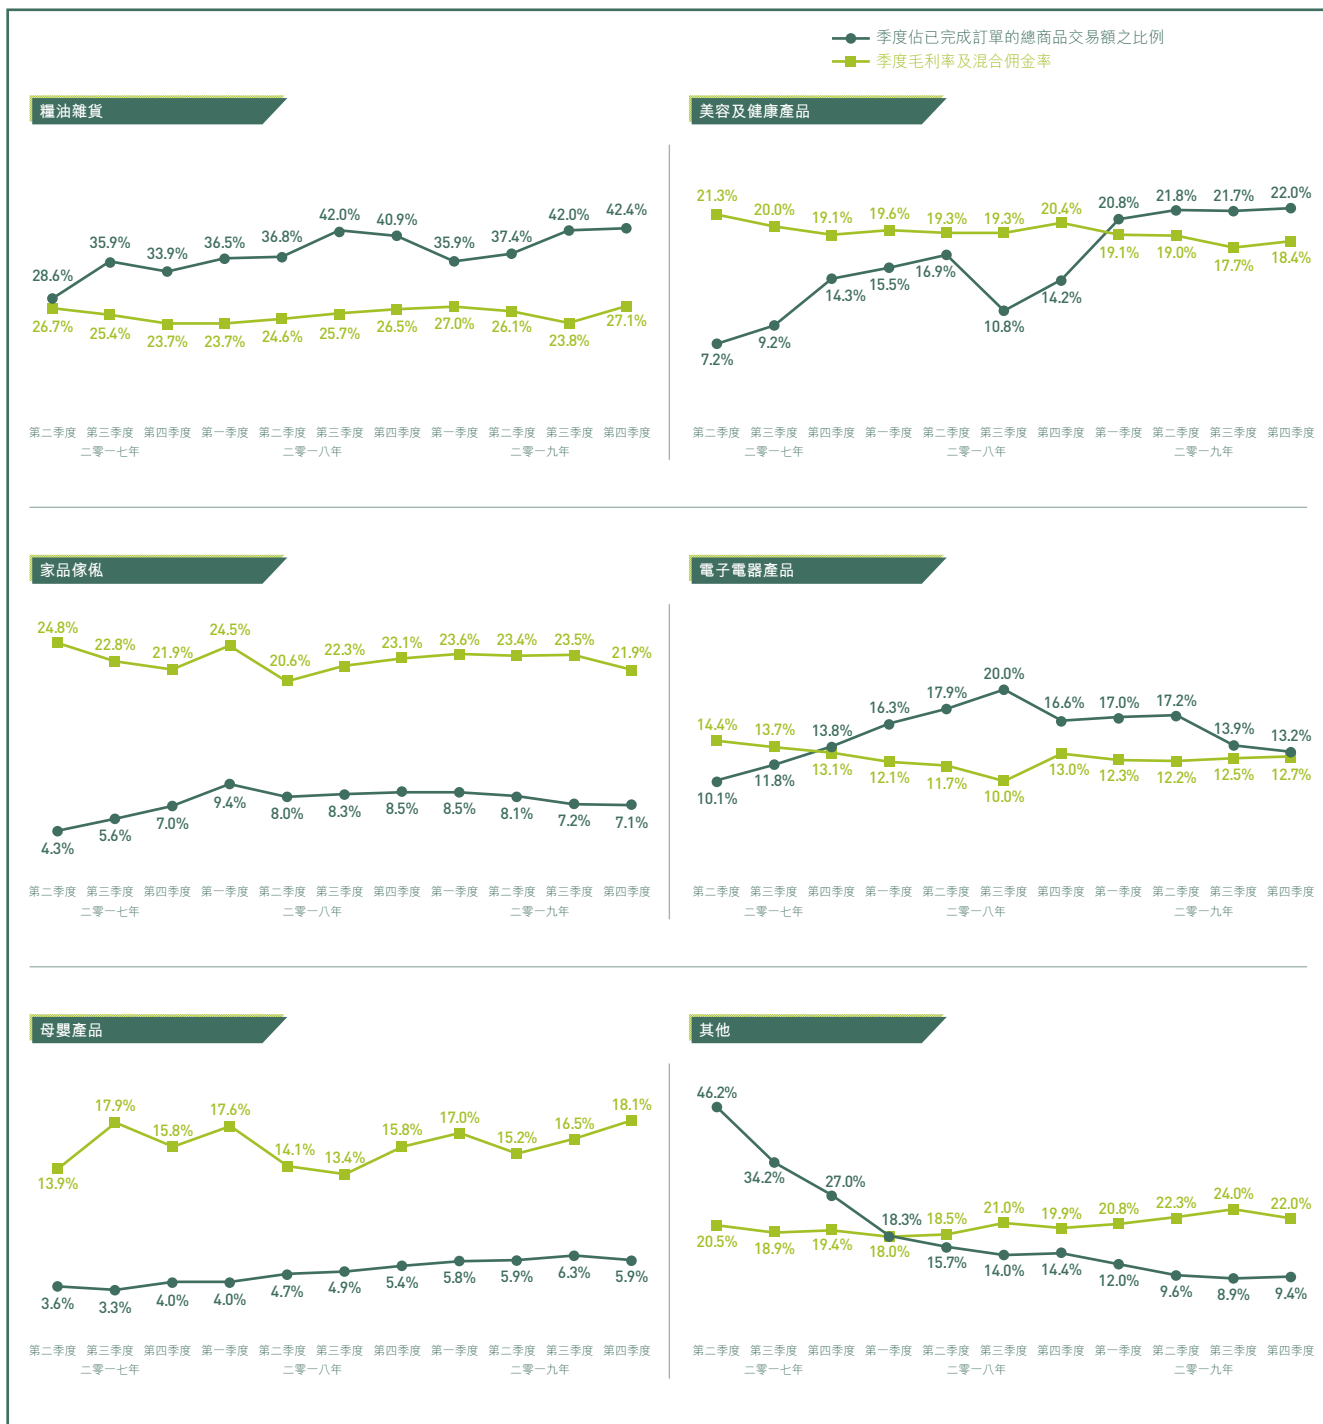 季度佔已完成訂單的總商品交易額之比例
季度毛利率及混合佣金率
糧油雜貨
28.6% 35.9% 33.9% 36.5% 36.8% 42.0% 40.9% 35.9% 37.4% 42.0% 42.4%
26.7% 25.4% 23.7% 23.7% 24.6% 25.7% 26.5% 27.0% 26.1% 23.8% 27.1%
第二季度 第三季度 第四季度 第一季度 第二季度 第三季度 第四季度 第一季度 第二季度 第三季度 第四季度
二零一七年 二零一八年 二零一九年
美容及健康產品
21.3% 20.0% 19.1% 19.6% 19.3% 19.3% 20.4% 19.1% 19.0% 17.7% 18.4%
7.2% 9.2% 14.3% 15.5% 16.9% 10.8% 14.2% 20.8% 21.8% 21.7% 22.0%
第二季度 第三季度 第四季度 第一季度 第二季度 第三季度 第四季度 第一季度 第二季度 第三季度 第四季度
二零一七年 二零一八年 二零一九年
家品傢俬
24.8% 22.8% 21.9% 24.5% 20.6% 22.3% 23.1% 23.6% 23.4% 23.5% 21.9%
4.3% 5.6% 7.0% 9.4% 8.0% 8.3% 8.5% 8.5% 8.1% 7.2% 7.1%
第二季度 第三季度 第四季度 第一季度 第二季度 第三季度 第四季度 第一季度 第二季度 第三季度 第四季度
二零一七年 二零一八年 二零一九年
電子電器產品
14.4% 13.7% 13.1% 12.1% 11.7% 10.0% 13.0% 12.3% 12.2% 12.5% 12.7%
10.1% 11.8% 13.8% 16.3% 17.9% 20.0% 16.6% 17.0% 17.2% 13.9% 13.2%
第二季度 第三季度 第四季度 第一季度 第二季度 第三季度 第四季度 第一季度 第二季度 第三季度 第四季度
二零一七年 二零一八年 二零一九年
母嬰產品
13.9% 17.9% 15.8% 17.6% 14.1% 13.4% 15.8% 17.0% 15.2% 16.5% 18.1%
3.6% 3.3% 4.0% 4.0% 4.7% 4.9% 5.4% 5.8% 5.9% 6.3% 5.9%
第二季度 第三季度 第四季度 第一季度 第二季度 第三季度 第四季度 第一季度 第二季度 第三季度 第四季度
二零一七年 二零一八年 二零一九年
其他
46.2% 34.2% 27.0% 18.3% 15.7% 14.0% 14.4% 12.0% 9.6% 8.9% 9.4%
20.5% 18.9% 19.4% 18.0% 18.5% 21.0% 19.9% 20.8% 22.3% 24.0% 22.0%
第二季度 第三季度 第四季度 第一季度 第二季度 第三季度 第四季度 第一季度 第二季度 第三季度 第四季度
二零一七年 二零一八年 二零一九年